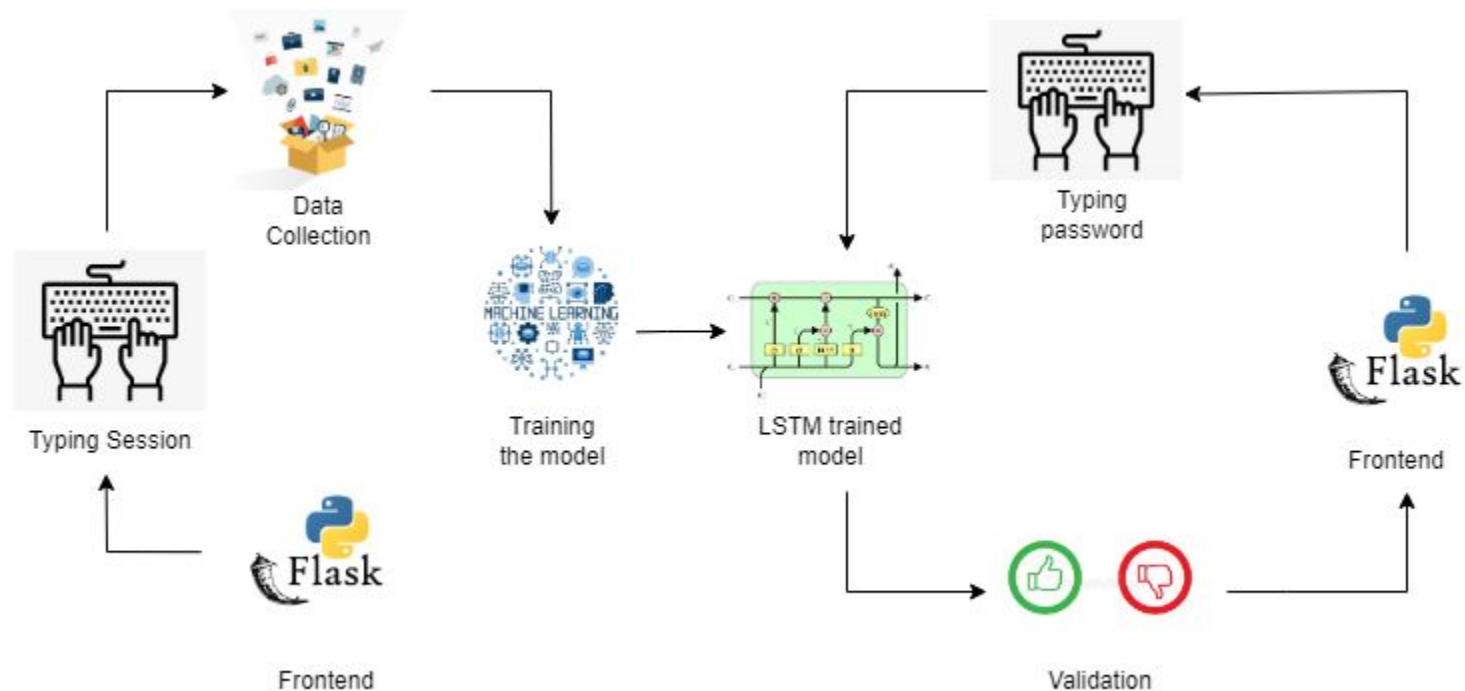 Data
Collection
Typing Session
Flask
Frontend
MACHINE LEARNING
Training
the model
LSTM trained
model
Typing
password
Flask
Frontend
Validation